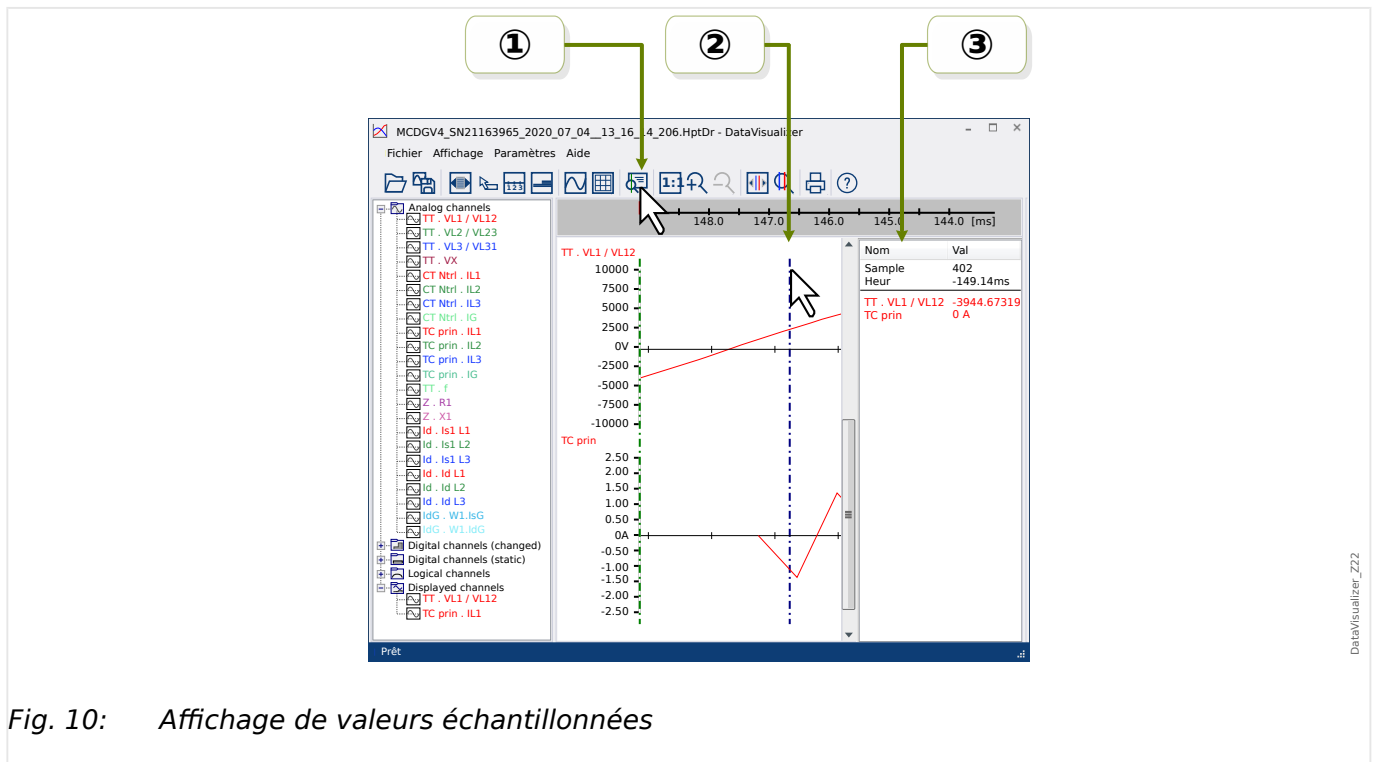 ① ② ③
MCDGV4_SN21163965_2020_07_04__13_16_14_206.HptDr - DataVisualizer
Fichier Affichage Paramètres Aide
123
1:1
?
Analog channels
TT . VL1 / VL12
TT . VL2 / VL23
TT . VL3 / VL31
TT . VX
CT Ntrl . IL1
CT Ntrl . IL2
CT Ntrl . IL3
CT Ntrl . IG
TC prin . IL1
TC prin . IL2
TC prin . IL3
TC prin . IG
TT . f
Z . R1
Z . X1
Id . Is1 L1
Id . Is1 L2
Id . Is1 L3
Id . Id L1
Id . Id L2
Id . Id L3
IdG . W1.IsG
IdG . W1.IdG
Digital channels (changed)
Digital channels (static)
Logical channels
Displayed channels
TT . VL1 / VL12
TC prin . IL1
148.0 147.0 146.0 145.0 144.0 [ms]
TT . VL1 / VL12
10000
7500
5000
2500
0V
-2500
-5000
-7500
-10000
TC prin
2.50
2.00
1.50
1.00
0.50
0A
-0.50
-1.00
-1.50
-2.00
-2.50
Nom Val
Sample 402
Heur -149.14ms
TT . VL1 / VL12 -3944.67319
TC prin 0 A
Prêt
DataVisualizer_Z22
Fig. 10: Affichage de valeurs échantillonnées